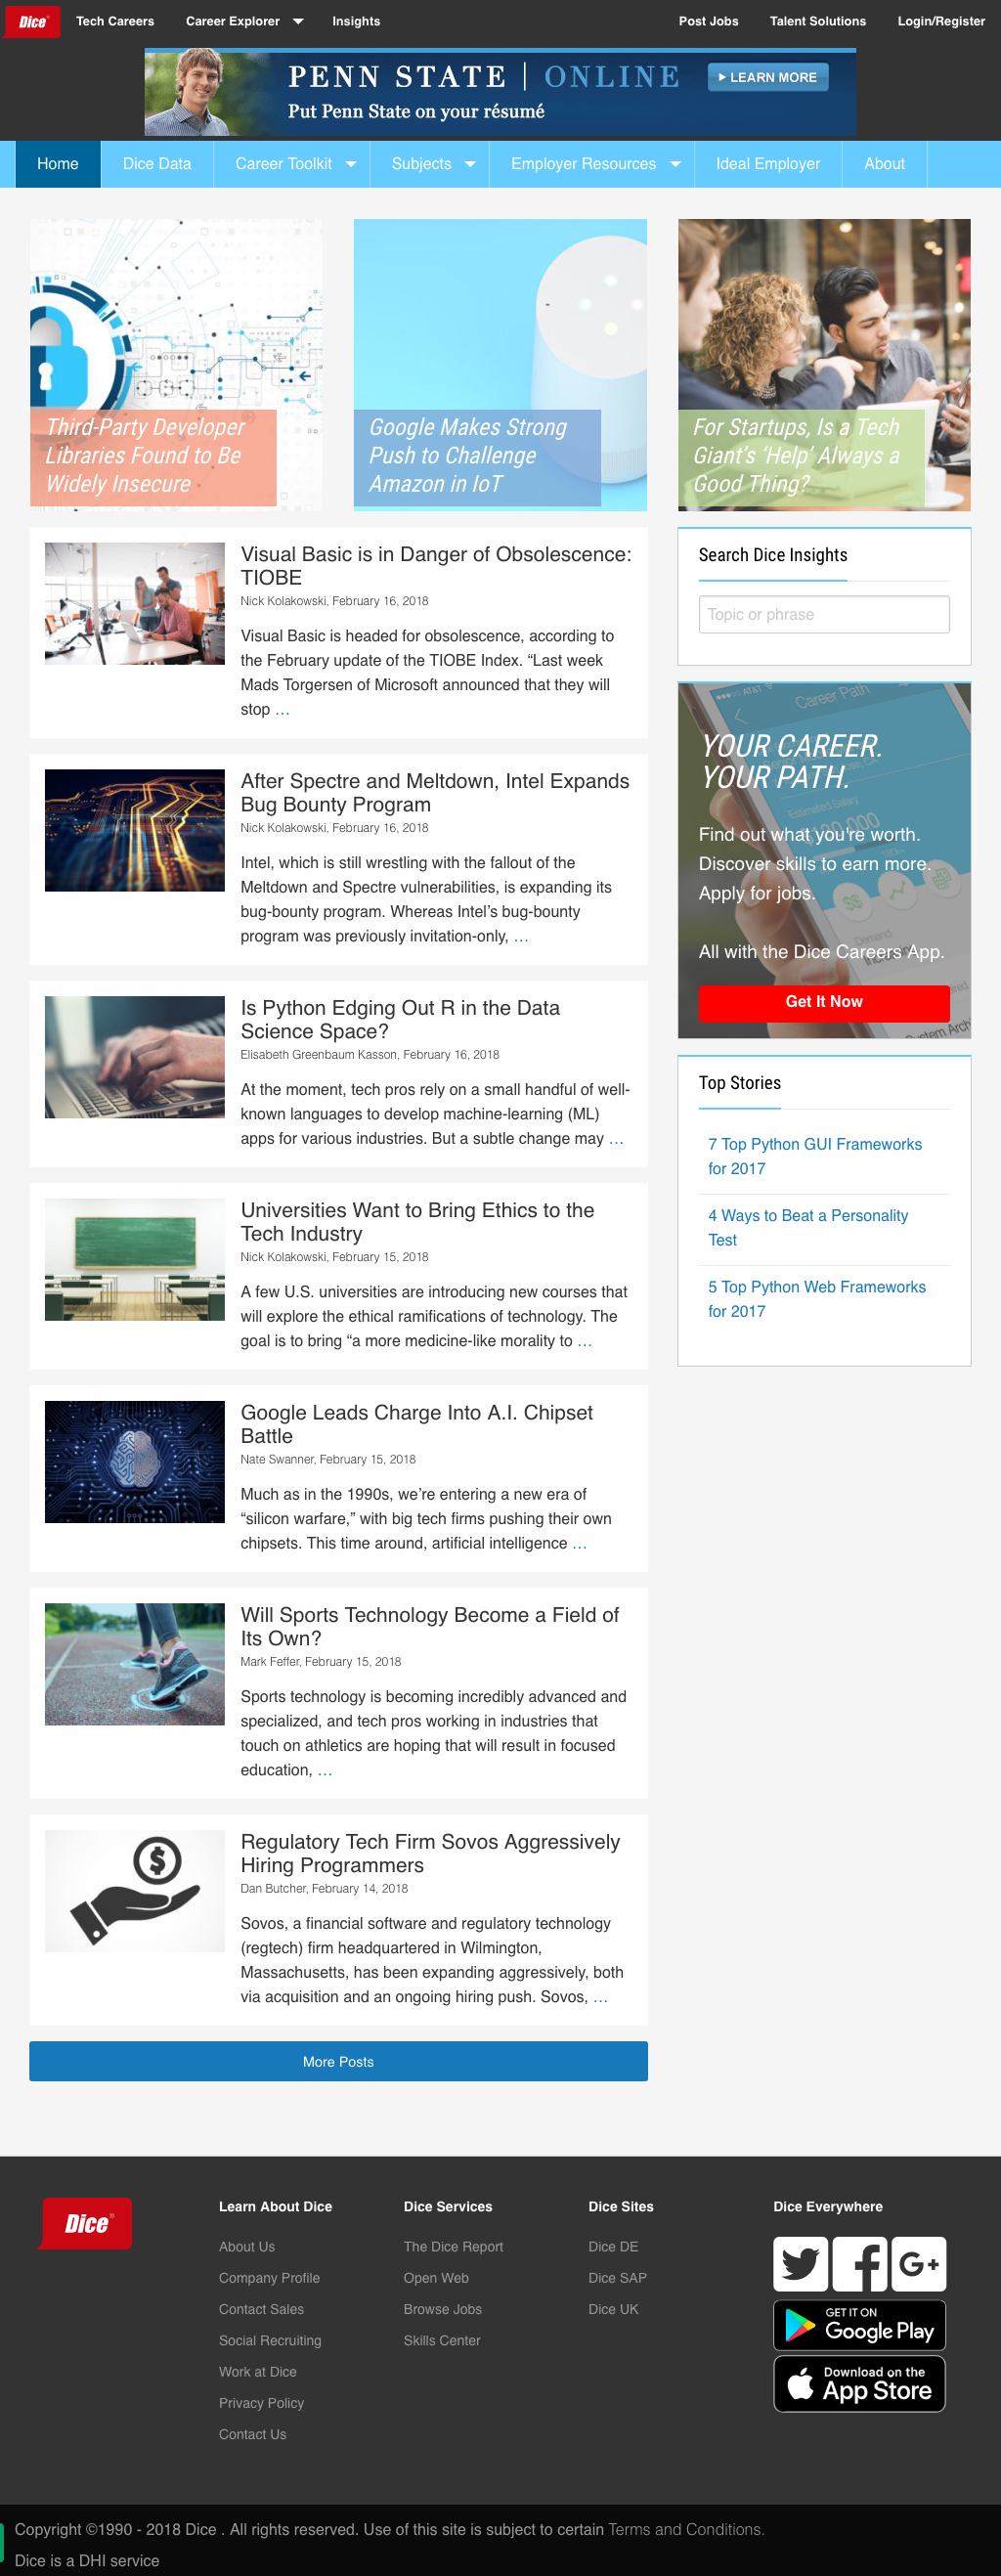 Dice Tech Careers Career Explorer Insights Post Jobs Talent Solutions Login/Register
PENN STATE | ONLINE
LEARN MORE
Put Penn State on your résumé
Home Dice Data Career Toolkit Subjects Employer Resources Ideal Employer About
Third-Party Developer
Libraries Found to Be
Widely Insecure
Google Makes Strong
Push to Challenge
Amazon in IoT
For Startups, Is a Tech
Giant's ‘Help’ Always a
Good Thing?
Visual Basic is in Danger of Obsolescence:
TIOBE
Nick Kolakowski, February 16, 2018
Visual Basic is headed for obsolescence, according to
the February update of the TIOBE Index. “Last week
Mads Torgersen of Microsoft announced that they will
stop …
After Spectre and Meltdown, Intel Expands
Bug Bounty Program
Nick Kolakowski, February 16, 2018
Intel, which is still wrestling with the fallout of the
Meltdown and Spectre vulnerabilities, is expanding its
bug-bounty program. Whereas Intel’s bug-bounty
program was previously invitation-only, …
Is Python Edging Out R in the Data
Science Space?
Elisabeth Greenbaum Kasson, February 16, 2018
At the moment, tech pros rely on a small handful of well-
known languages to develop machine-learning (ML)
apps for various industries. But a subtle change may …
Universities Want to Bring Ethics to the
Tech Industry
Nick Kolakowski, February 15, 2018
A few U.S. universities are introducing new courses that
will explore the ethical ramifications of technology. The
goal is to bring “a more medicine-like morality to …
Google Leads Charge Into A.I. Chipset
Battle
Nate Swanner, February 15, 2018
Much as in the 1990s, we’re entering a new era of
“silicon warfare,” with big tech firms pushing their own
chipsets. This time around, artificial intelligence …
Will Sports Technology Become a Field of
Its Own?
Mark Feffer, February 15, 2018
Sports technology is becoming incredibly advanced and
specialized, and tech pros working in industries that
touch on athletics are hoping that will result in focused
education, …
Regulatory Tech Firm Sovos Aggressively
Hiring Programmers
Dan Butcher, February 14, 2018
Sovos, a financial software and regulatory technology
(regtech) firm headquartered in Wilmington,
Massachusetts, has been expanding aggressively, both
via acquisition and an ongoing hiring push. Sovos, …
More Posts
Search Dice Insights
Topic or phrase
AT&T
Career Path
Estimated Salary
YOUR CAREER.
YOUR PATH.
Find out what you're worth.
Discover skills to earn more.
Apply for jobs.
Demand
All with the Dice Careers App.
Get It Now
Top Stories
7 Top Python GUI Frameworks
for 2017
4 Ways to Beat a Personality
Test
5 Top Python Web Frameworks
for 2017
Dice
Learn About Dice
About Us
Company Profile
Contact Sales
Social Recruiting
Work at Dice
Privacy Policy
Contact Us
Dice Services
The Dice Report
Open Web
Browse Jobs
Skills Center
Dice Sites
Dice DE
Dice SAP
Dice UK
Dice Everywhere
G+
GET IT ON
Google Play
Download on the
App Store
Copyright ©1990 - 2018 Dice . All rights reserved. Use of this site is subject to certain Terms and Conditions.
Dice is a DHI service